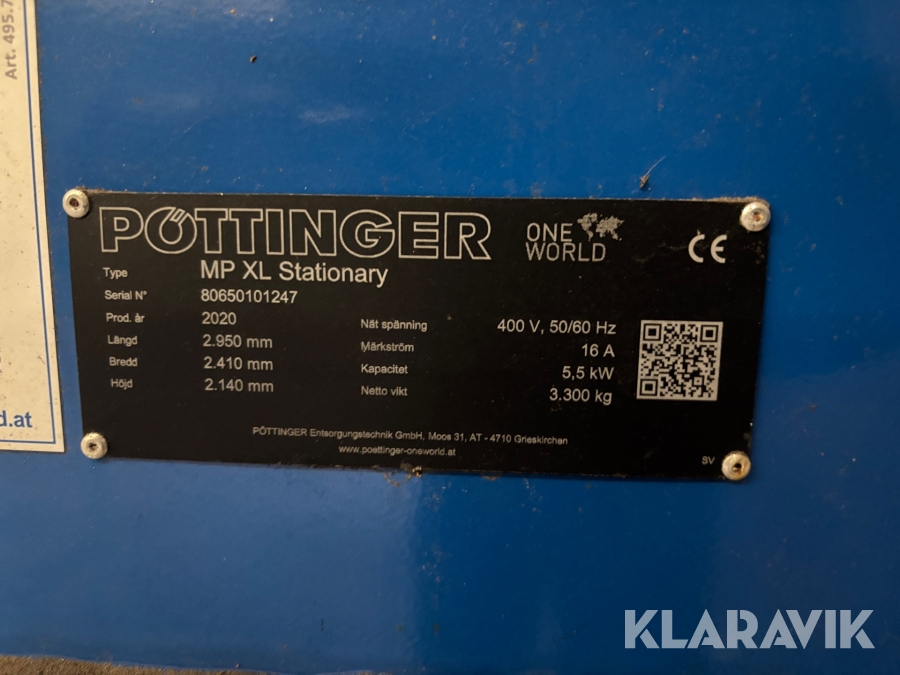 Art. 495.7
d.at
PÖTTINGER
ONE WORLD
CE
Type MP XL Stationary
Serial N° 80650101247
Prod. år 2020
Längd 2.950 mm
Bredd 2.410 mm
Höjd 2.140 mm
Nät spänning 400 V, 50/60 Hz
Märkström 16 A
Kapacitet 5,5 kW
Netto vikt 3.300 kg
PÖTTINGER Entsorgungstechnik GmbH, Moos 31, AT - 4710 Grieskirchen
www.poettinger-oneworld.at
SV
KLARAVIK